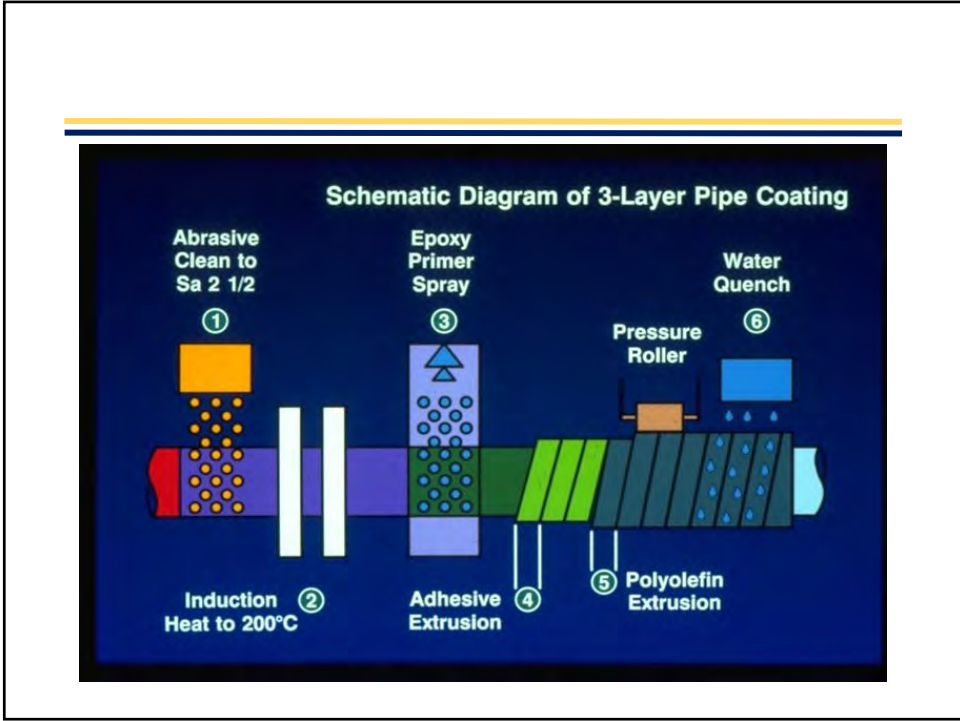 Schematic Diagram of 3-Layer Pipe Coating
Abrasive
Clean to
Sa 2 1/2
1
Epoxy
Primer
Spray
3
Water
Quench
6
Pressure
Roller
Induction
Heat to 200°C
2
Adhesive
Extrusion
4
5
Polyolefin
Extrusion